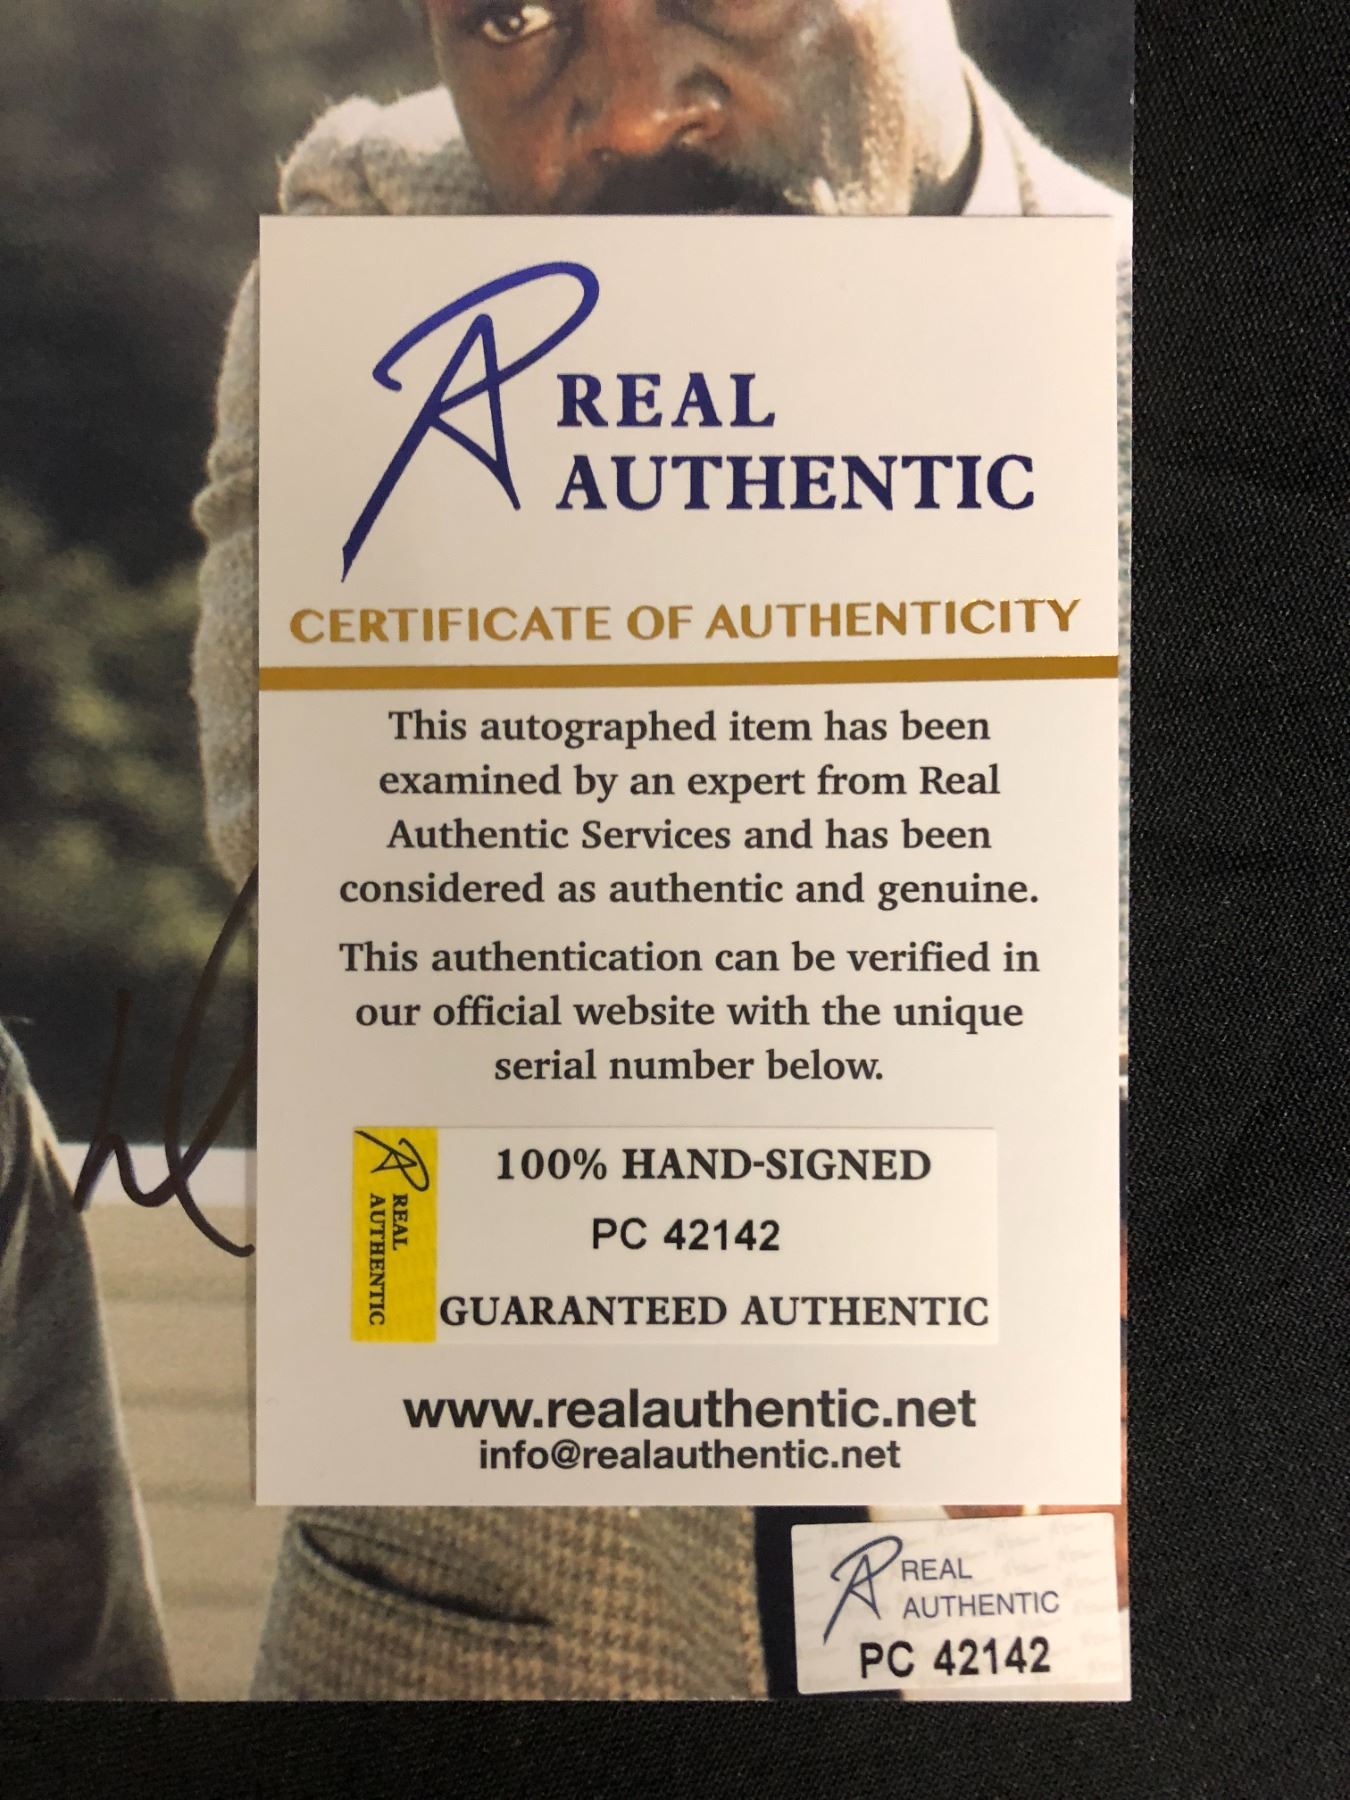 REAL
AUTHENTIC
CERTIFICATE OF AUTHENTICITY
This autographed item has been
examined by an expert from Real
Authentic Services and has been
considered as authentic and genuine.
This authentication can be verified in
our official website with the unique
serial number below.
REAL
AUTHENTIC
100% HAND-SIGNED
PC 42142
GUARANTEED AUTHENTIC
www.realauthentic.net
info@realauthentic.net
REAL
AUTHENTIC
PC 42142